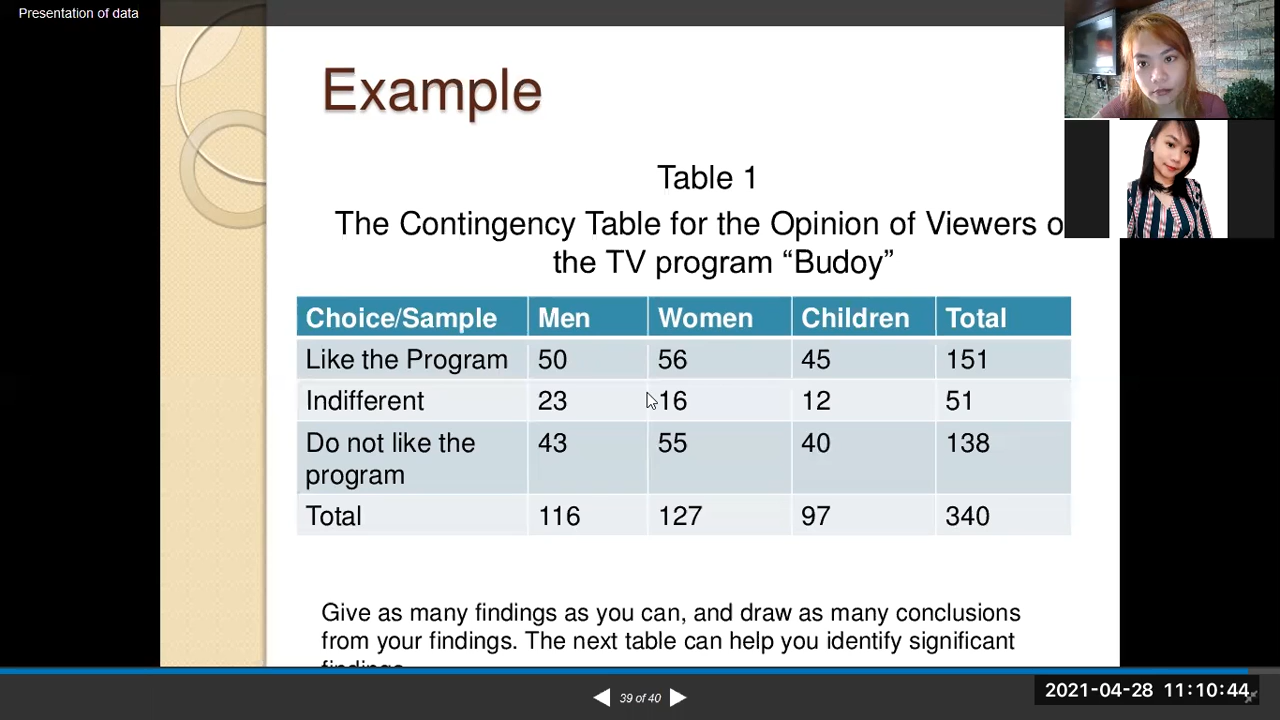 Presentation of data
Example
Table 1
The Contingency Table for the Opinion of Viewers o
the TV program “Budoy”
Choice/Sample Men Women Children Total
Like the Program 50 56 45 151
Indifferent 23 16 12 51
Do not like the
program 43 55 40 138
Total 116 127 97 340
Give as many findings as you can, and draw as many conclusions
from your findings. The next table can help you identify significant
39 of 40
2021-04-28 11:10:44